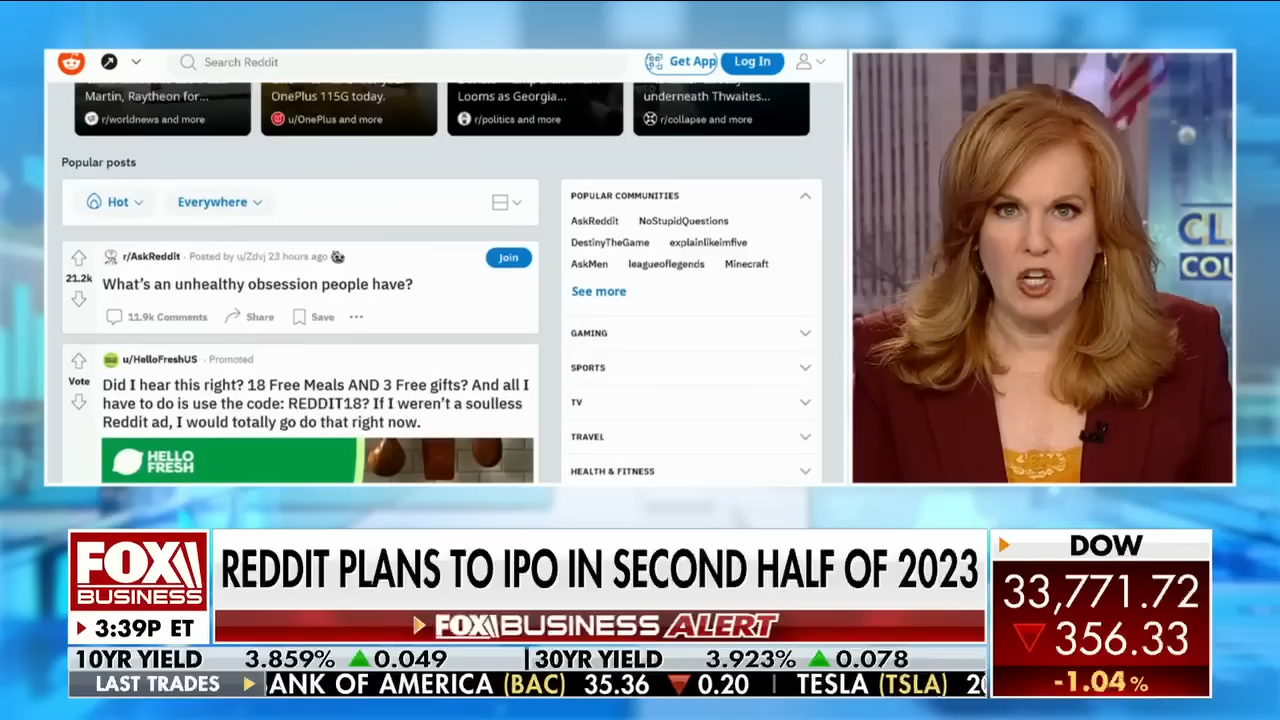 Search Reddit
Get App
Log In
Martin, Raytheon for...
r/worldnews and more
OnePlus 115G today.
u/OnePlus and more
Looms as Georgia...
r/politics and more
underneath Thwaites...
r/collapse and more
Popular posts
Hot
Everywhere
r/AskReddit · Posted by u/Zdvj 23 hours ago
Join
21.2k
What's an unhealthy obsession people have?
11.9k Comments
Share
Save
u/HelloFreshUS · Promoted
Vote
Did I hear this right? 18 Free Meals AND 3 Free gifts? And all I
have to do is use the code: REDDIT18? If I weren't a soulless
Reddit ad, I would totally go do that right now.
HELLO
FRESH
POPULAR COMMUNITIES
AskReddit NoStupidQuestions
DestinyTheGame explainlikeimfive
AskMen leagueoflegends Minecraft
See more
GAMING
SPORTS
TV
TRAVEL
HEALTH & FITNESS
CL
COU
FOX
BUSINESS
3:39P ET
REDDIT PLANS TO IPO IN SECOND HALF OF 2023
FOX BUSINESS ALERT
DOW
33,771.72
356.33
-1.04%
10YR YIELD 3.859% 0.049 30YR YIELD 3.923% 0.078
LAST TRADES ANK OF AMERICA (BAC) 35.36 0.20 TESLA (TSLA) 20